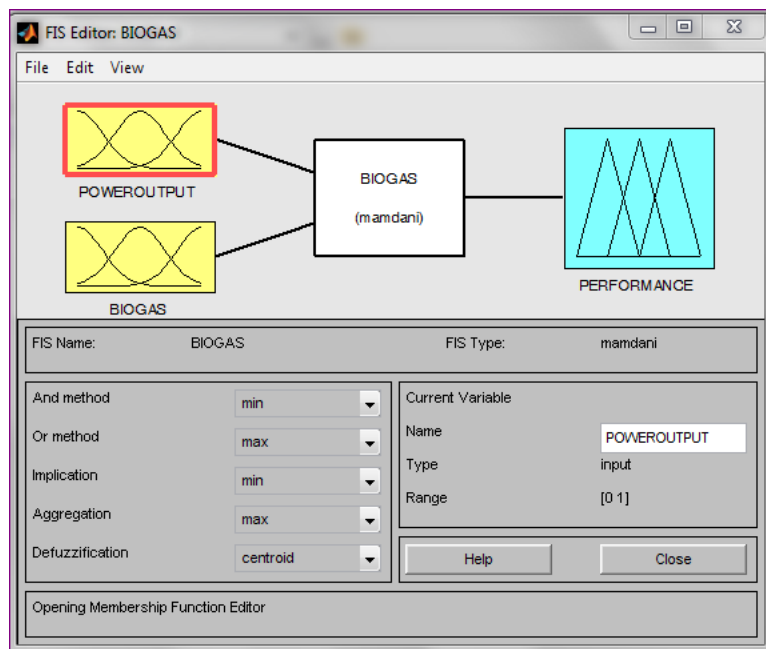 FIS Editor: BIOGAS
File Edit View
POWEROUTPUT
BIOGAS
BIOGAS
(mamdani)
PERFORMANCE
FIS Name: BIOGAS FIS Type: mamdani
And method min
Or method max
Implication min
Aggregation max
Defuzzification centroid
Current Variable
Name POWEROUTPUT
Type input
Range [0 1]
Help Close
Opening Membership Function Editor